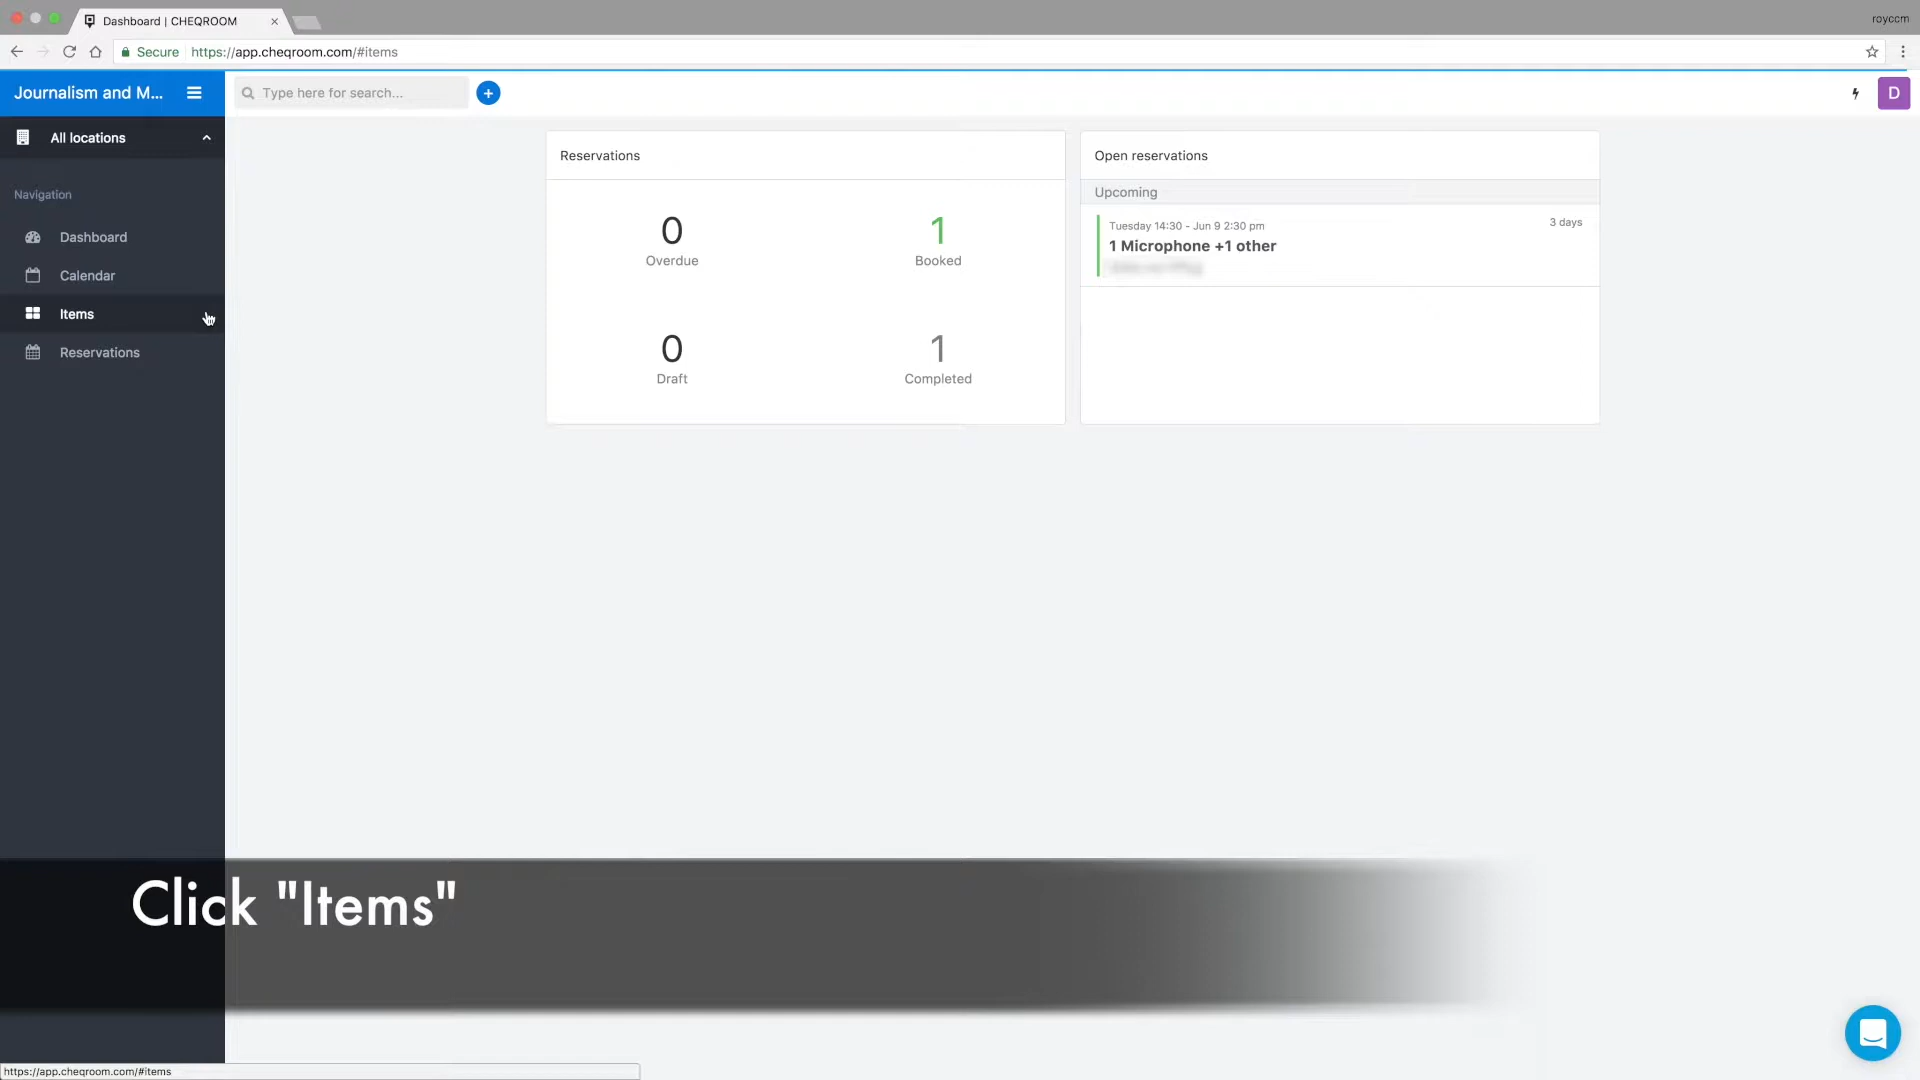 Dashboard | CHEQROOM
royccm
Secure https://app.cheqroom.com/#items
Journalism and M...
Type here for search...
D
All locations
Navigation
Dashboard
Calendar
Items
Reservations
Reservations
0
Overdue
1
Booked
0
Draft
1
Completed
Open reservations
Upcoming
Tuesday 14:30 - Jun 9 2:30 pm
3 days
1 Microphone +1 other
Click "Items"
https://app.cheqroom.com/#items